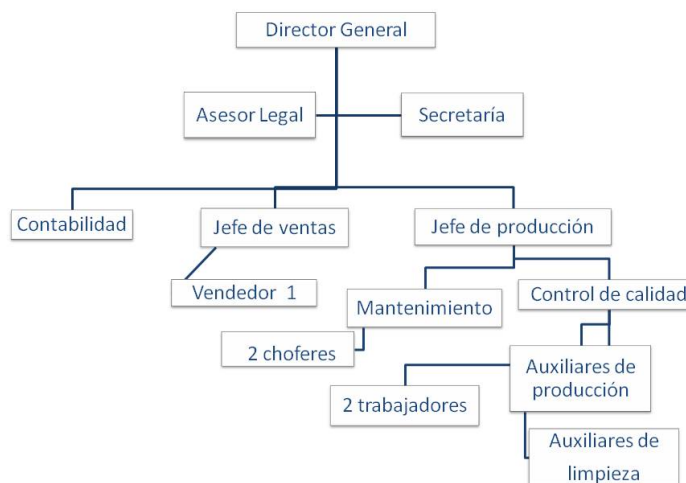 Director General
Asesor Legal
Secretaría
Contabilidad
Jefe de ventas
Jefe de producción
Vendedor 1
Mantenimiento
Control de calidad
2 choferes
Auxiliares de
producción
2 trabajadores
Auxiliares de
limpieza